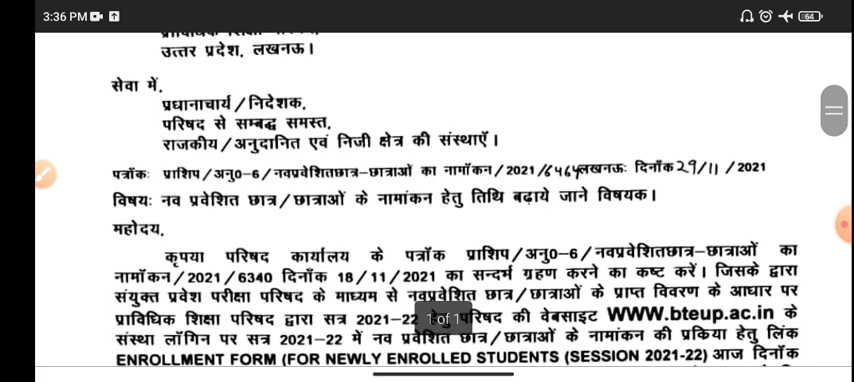 3:36 PM
64
उत्तर प्रदेश, लखनऊ।
सेवा में,
प्रधानाचार्य/निदेशक,
परिषद से सम्बद्ध समस्त,
राजकीय/अनुदानित एवं निजी क्षेत्र की संस्थाएँ।
पत्राँकः प्राशिप/अनु0-6/नवप्रवेशितछात्र-छात्राओं का नामाँकन/2021/6464लखनऊः दिनाँक 29/11/2021
विषयः नव प्रवेशित छात्र/छात्राओं के नामांकन हेतु तिथि बढ़ाये जाने विषयक।
महोदय,
कृपया परिषद कार्यालय के पत्राँक प्राशिप/अनु0-6/नवप्रवेशितछात्र-छात्राओं का
नामाँकन/2021/6340 दिनाँक 18/11/2021 का सन्दर्भ ग्रहण करने का कष्ट करें। जिसके द्वारा
संयुक्त प्रवेश परीक्षा परिषद के माध्यम से नवप्रवेशित छात्र/छात्राओं के प्राप्त विवरण के आधार पर
प्राविधिक शिक्षा परिषद द्वारा सत्र 2021-22 हेतु परिषद की वेबसाइट WWW.bteup.ac.in के
1 of 1
संस्था लॉगिन पर सत्र 2021-22 में नव प्रवेशित छात्र/छात्राओं के नामांकन की प्रकिया हेतु लिंक
ENROLLMENT FORM (FOR NEWLY ENROLLED STUDENTS (SESSION 2021-22) आज दिनाँक